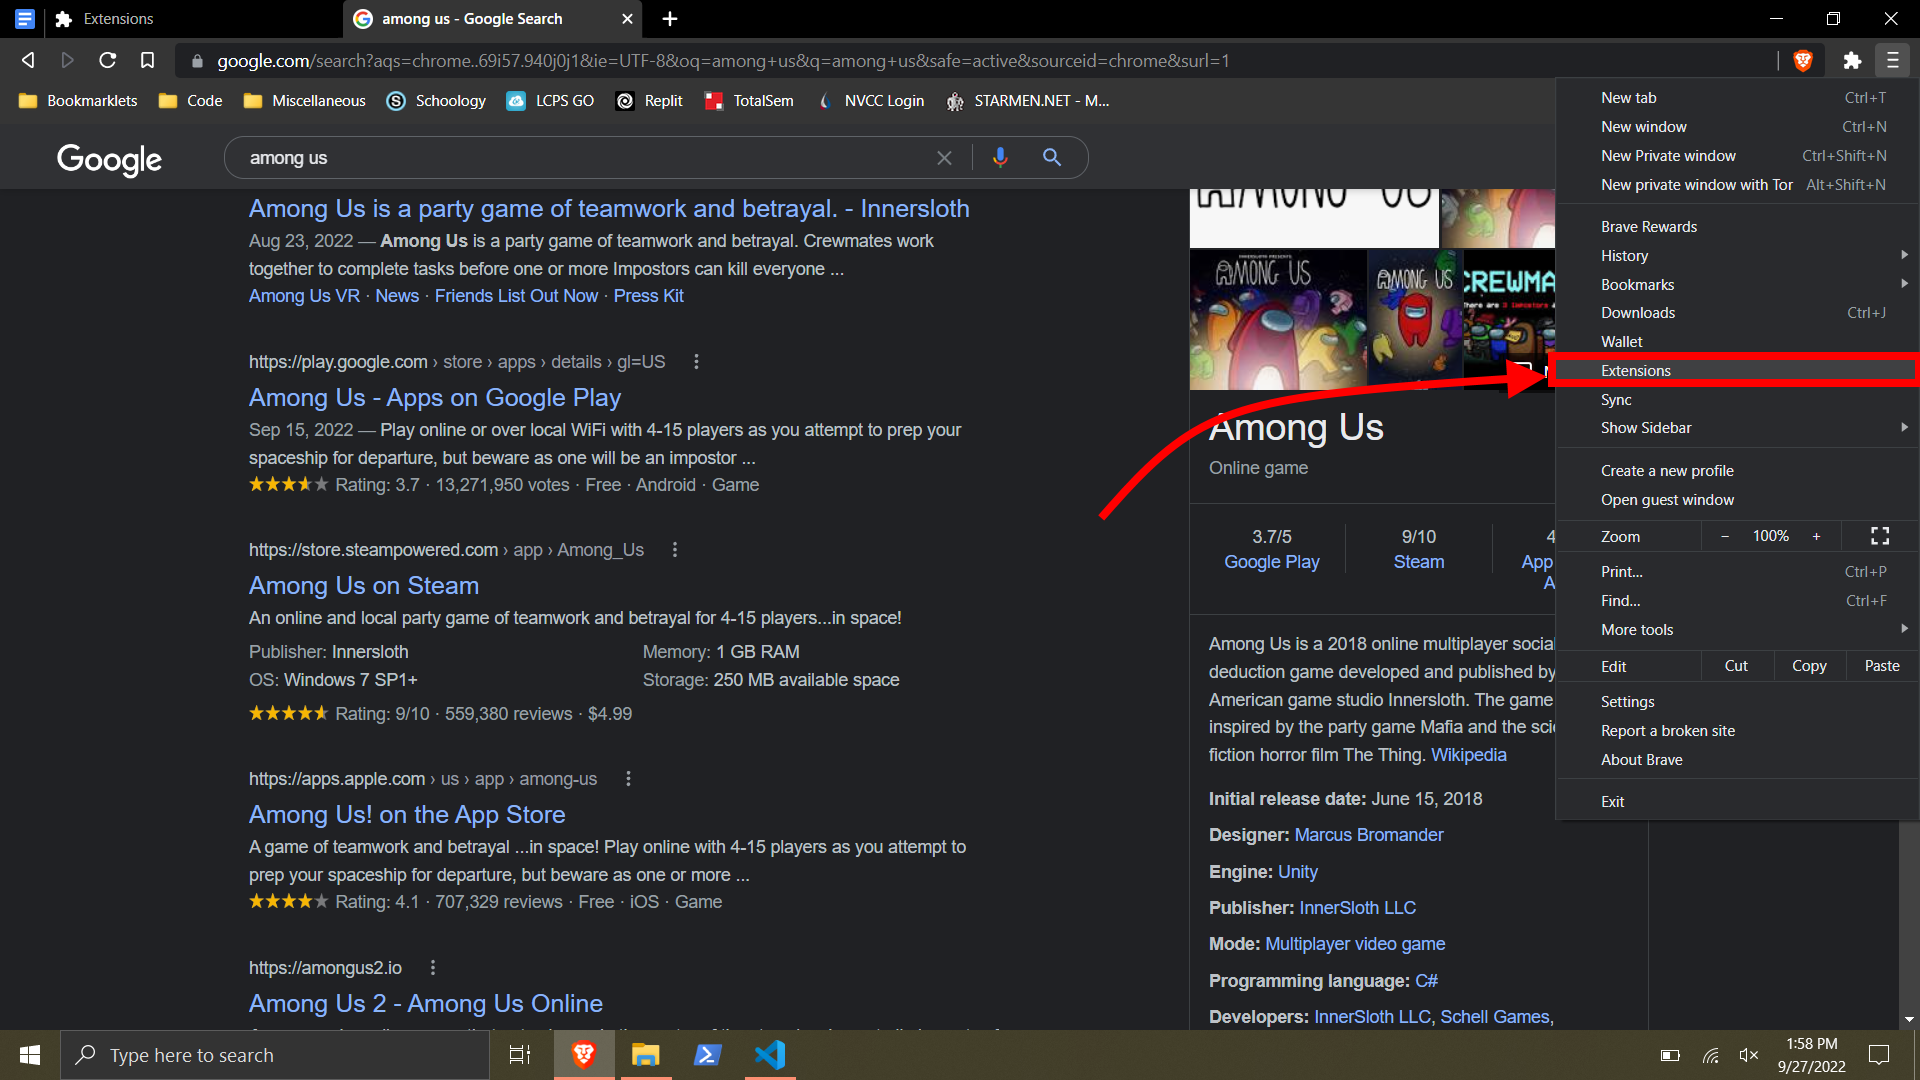 Extensions
among us - Google Search
google.com/search?aqs=chrome..69i57.940j0j1&ie=UTF-8&oq=among+us&q=among+us&safe=active&sourceid=chrome&surl=1
Bookmarklets
Code
Miscellaneous
Schoology
LCPS GO
Replit
TotalSem
NVCC Login
STARMEN.NET - M...
Google
among us
Among Us is a party game of teamwork and betrayal. - Innersloth
Aug 23, 2022 — Among Us is a party game of teamwork and betrayal. Crewmates work
together to complete tasks before one or more Impostors can kill everyone ...
Among Us VR · News · Friends List Out Now · Press Kit
https://play.google.com › store › apps › details › gl=US
Among Us - Apps on Google Play
Sep 15, 2022 — Play online or over local WiFi with 4-15 players as you attempt to prep your
spaceship for departure, but beware as one will be an impostor ...
Rating: 3.7 · 13,271,950 votes · Free · Android · Game
https://store.steampowered.com › app › Among_Us
Among Us on Steam
An online and local party game of teamwork and betrayal for 4-15 players...in space!
Publisher: Innersloth
Memory: 1 GB RAM
OS: Windows 7 SP1+
Storage: 250 MB available space
Rating: 9/10 · 559,380 reviews · $4.99
https://apps.apple.com › us › app › among-us
Among Us! on the App Store
A game of teamwork and betrayal ...in space! Play online with 4-15 players as you attempt to
prep your spaceship for departure, but beware as one or more ...
Rating: 4.1 · 707,329 reviews · Free · iOS · Game
https://amongus2.io
Among Us 2 - Among Us Online
AMONG US
AMONG US
AMONG US
CREWMA
There are 3 Impostors
Among Us
Online game
3.7/5
Google Play
9/10
Steam
4
App
A
Among Us is a 2018 online multiplayer social
deduction game developed and published by
American game studio Innersloth. The game
inspired by the party game Mafia and the scie
fiction horror film The Thing. Wikipedia
Initial release date: June 15, 2018
Designer: Marcus Bromander
Engine: Unity
Publisher: InnerSloth LLC
Mode: Multiplayer video game
Programming language: C#
Developers: InnerSloth LLC, Schell Games,
New tab Ctrl+T
New window Ctrl+N
New Private window Ctrl+Shift+N
New private window with Tor Alt+Shift+N
Brave Rewards
History
Bookmarks
Downloads Ctrl+J
Wallet
Extensions
Sync
Show Sidebar
Create a new profile
Open guest window
Zoom − 100% +
Print... Ctrl+P
Find... Ctrl+F
More tools
Edit Cut Copy Paste
Settings
Report a broken site
About Brave
Exit
Type here to search
1:58 PM
9/27/2022